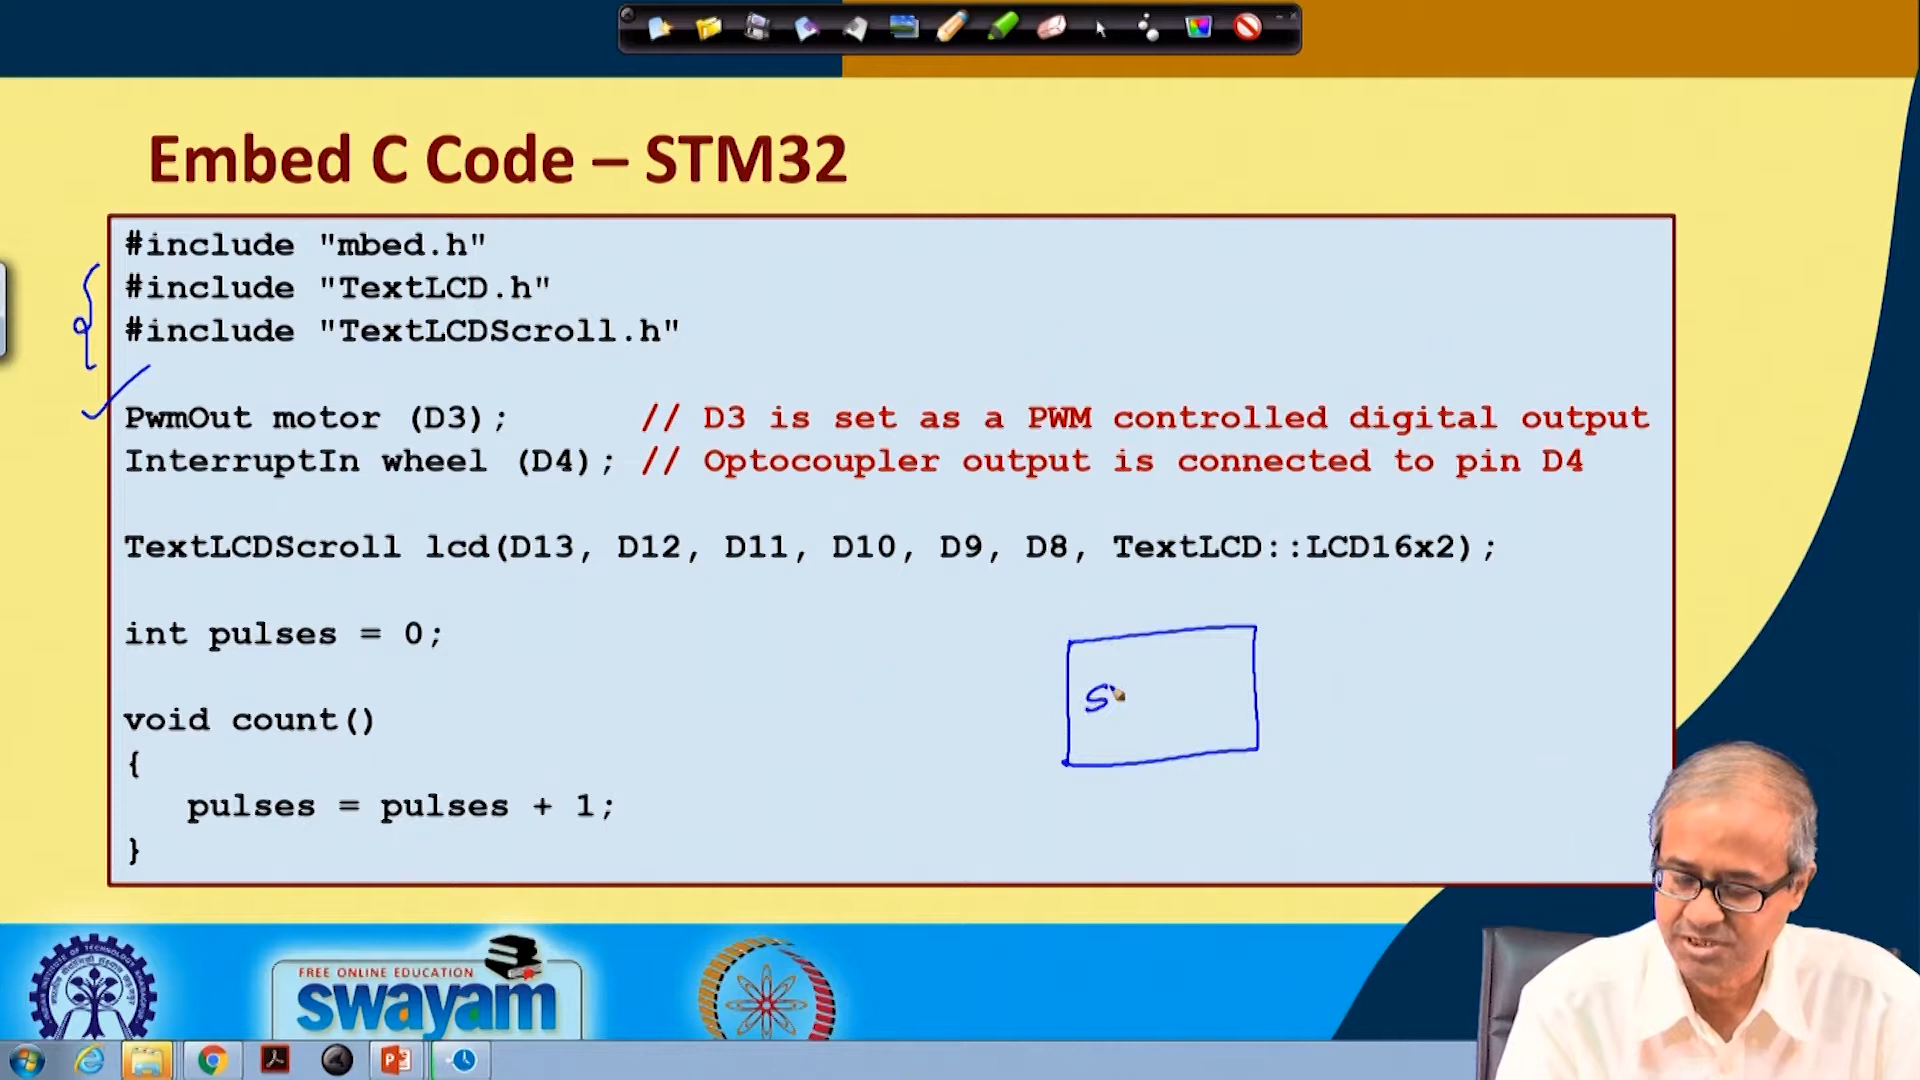 Embed C Code – STM32
#include "mbed.h"
#include "TextLCD.h"
#include "TextLCDScroll.h"
PwmOut motor (D3); // D3 is set as a PWM controlled digital output
InterruptIn wheel (D4); // Optocoupler output is connected to pin D4
TextLCDScroll lcd(D13, D12, D11, D10, D9, D8, TextLCD::LCD16x2);
int pulses = 0;
S
void count()
{
pulses = pulses + 1;
}
FREE ONLINE EDUCATION
swayam